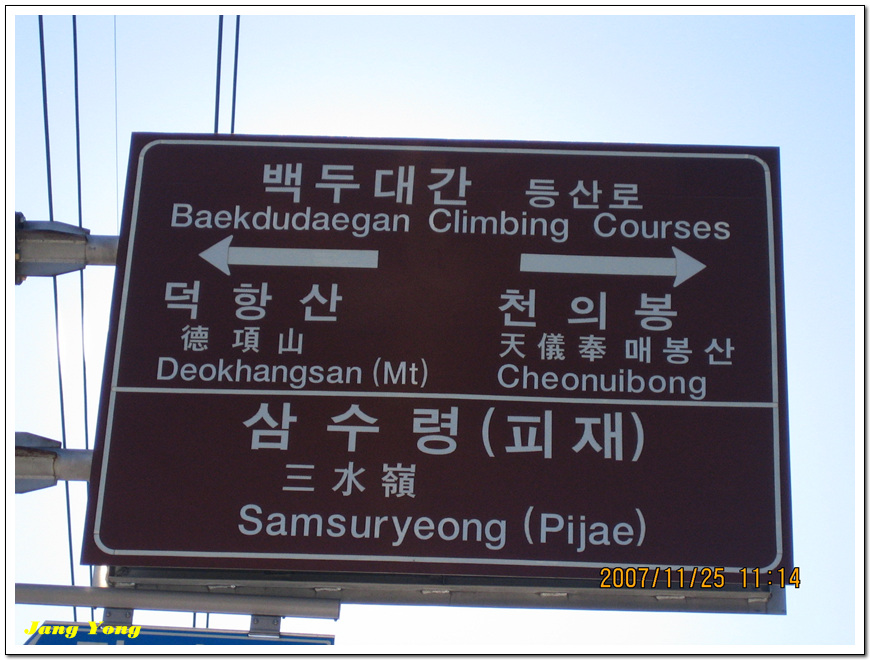 백두대간 등산로
Baekdudaegan Climbing Courses
덕항산
德項山
Deokhangsan (Mt)
천의봉
天儀奉 매봉산
Cheonuibong
삼수령(피재)
三水嶺
Samsuryeong (Pijae)
2007/11/25 11:14
Jang Yong